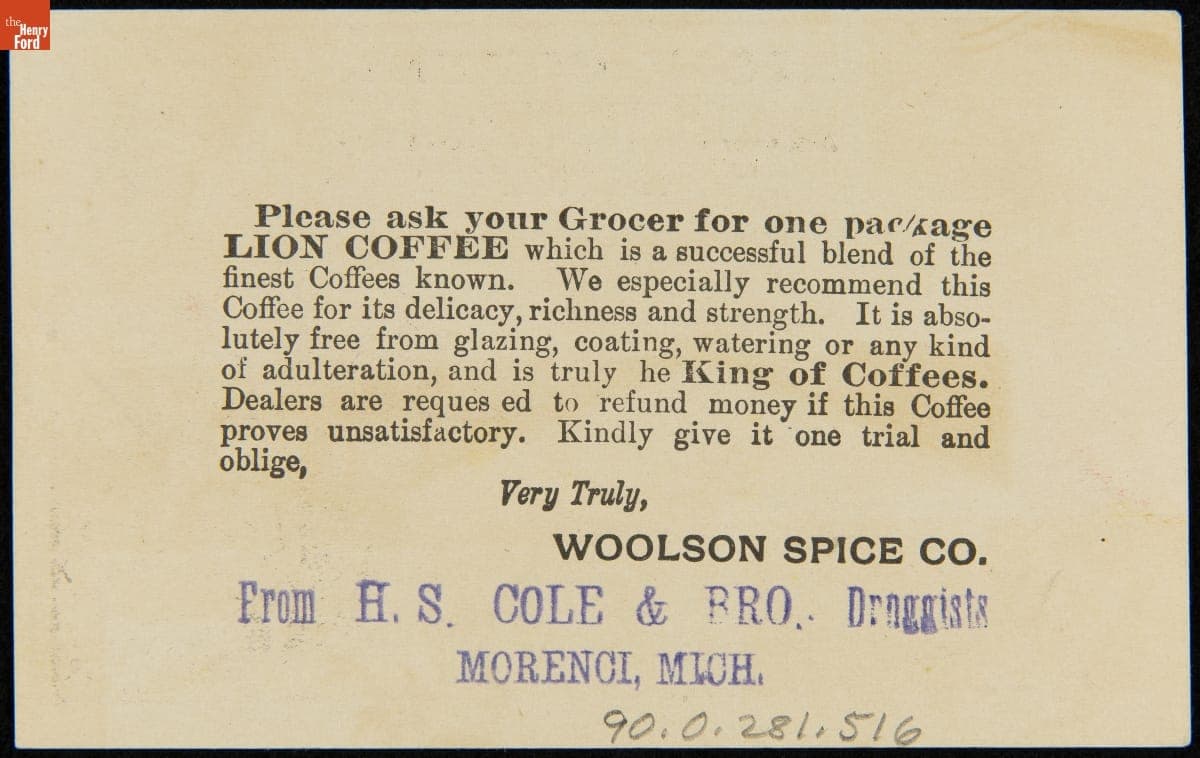 the
Henry
Ford
Please ask your Grocer for one package
LION COFFEE which is a successful blend of the
finest Coffees known. We especially recommend this
Coffee for its delicacy, richness and strength. It is abso-
lutely free from glazing, coating, watering or any kind
of adulteration, and is truly he King of Coffees.
Dealers are reques ed to refund money if this Coffee
proves unsatisfactory. Kindly give it one trial and
oblige,
Very Truly,
WOOLSON SPICE CO.
From H. S. COLE & BRO., Druggists
MORENCI, MICH.
90.0.281.516